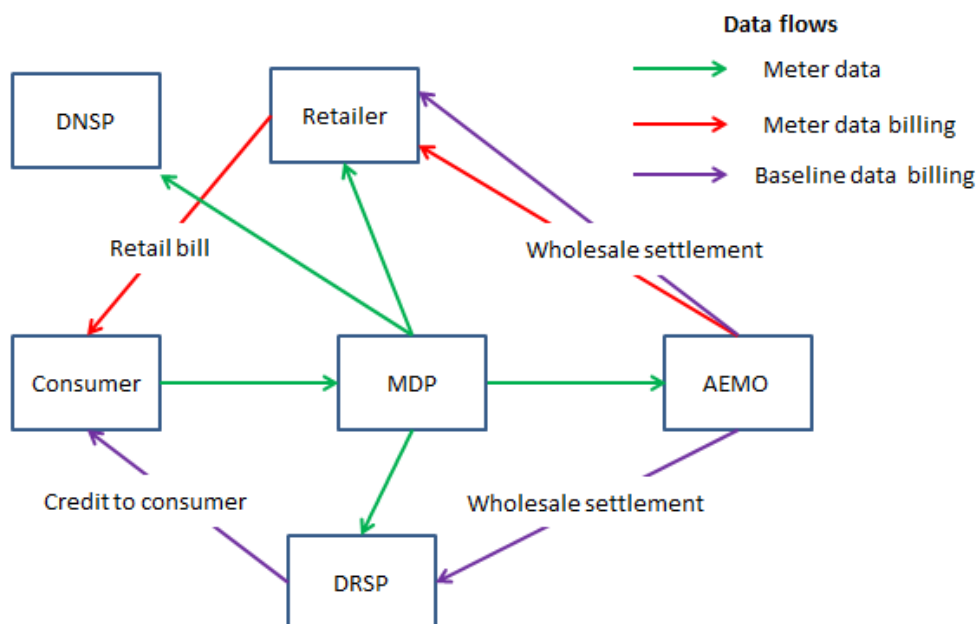 Data flows
Meter data
Meter data billing
Baseline data billing
DNSP
Retailer
Retail bill
Wholesale settlement
Consumer
MDP
AEMO
Credit to consumer
Wholesale settlement
DRSP